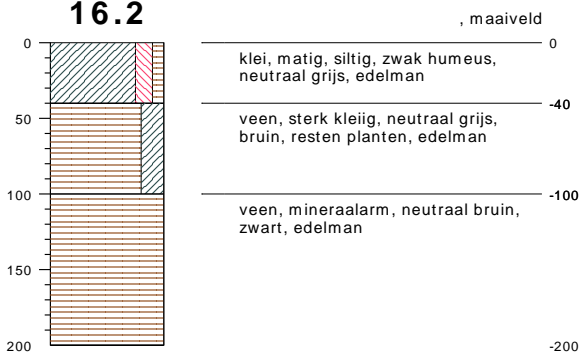 16.2
, maaiveld
0
0
klei, matig, siltig, zwak humeus,
neutraal grijs, edelman
-40
50
veen, sterk kleiig, neutraal grijs,
bruin, resten planten, edelman
100
-100
veen, mineraalarm, neutraal bruin,
zwart, edelman
150
200
-200